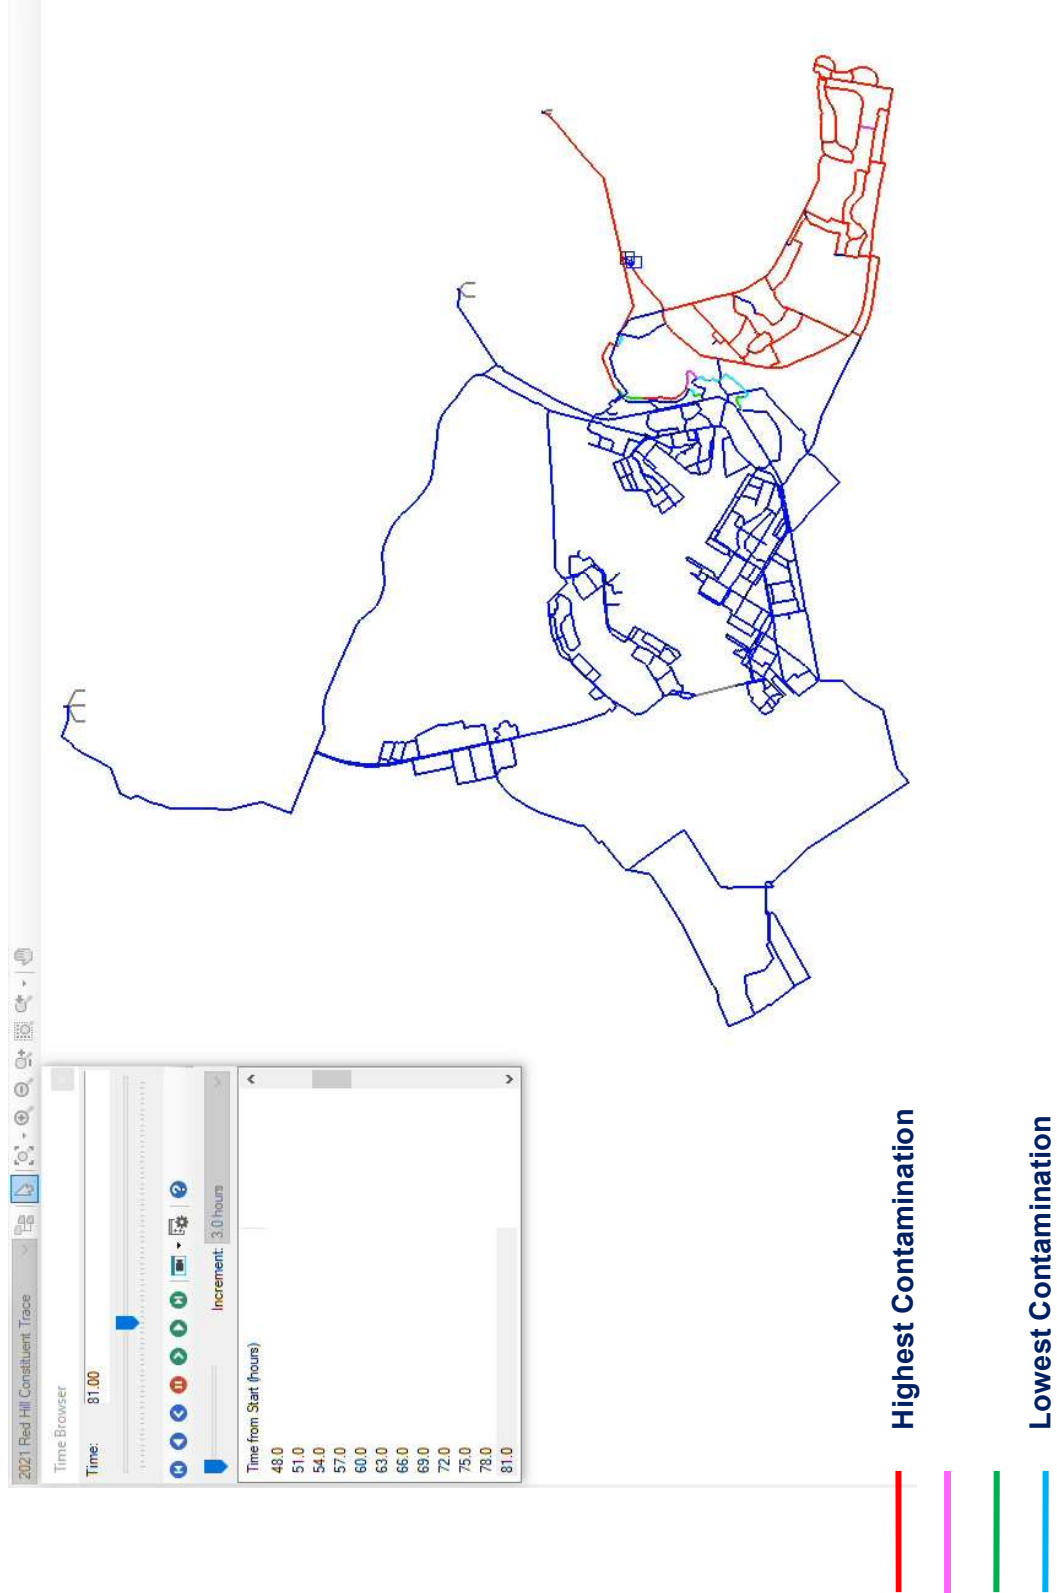 2021 Red Hill Constituent Trace
Time Browser
Time:
81.00
Increment: 3.0 hours
Time from Start (hours)
48.0
51.0
54.0
57.0
60.0
63.0
66.0
69.0
72.0
75.0
78.0
81.0
Highest Contamination
Lowest Contamination